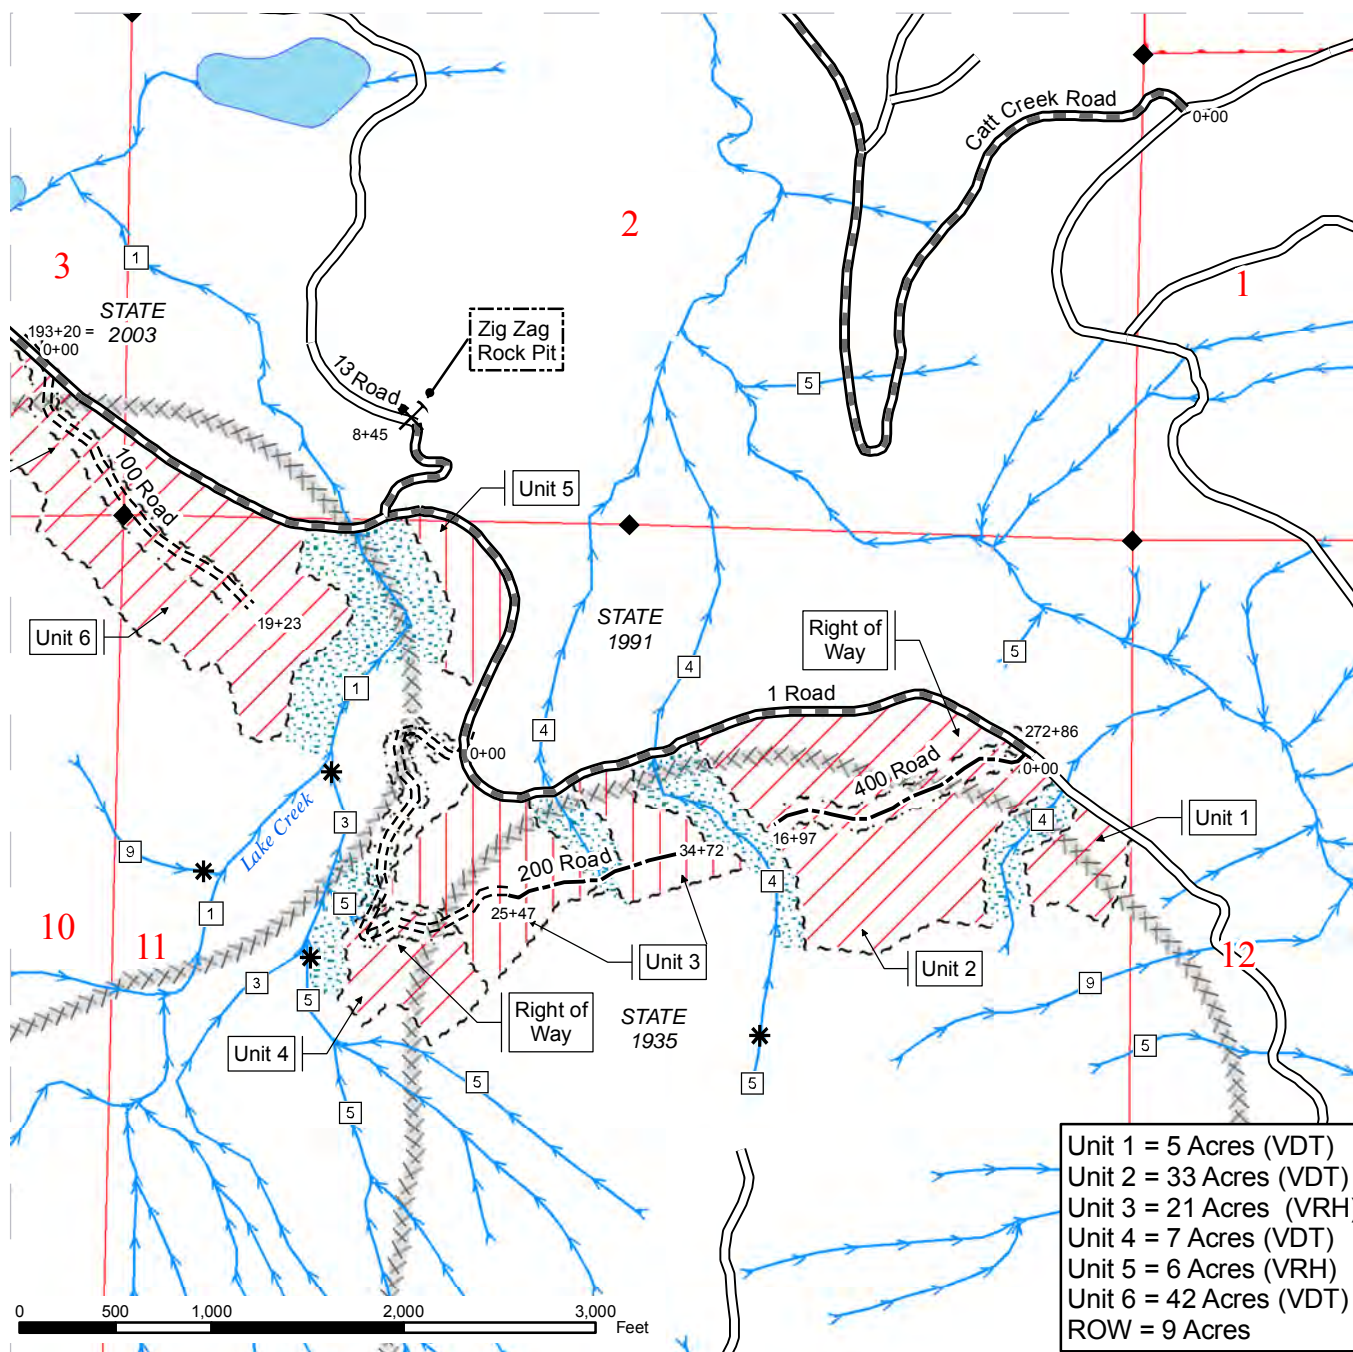 Catt Creek Road
0+00
2
1
3
1
STATE
2003
193+20 =
0+00
Zig Zag
Rock Pit
13 Road
8+45
5
100 Road
Unit 5
19+23
Unit 6
STATE
1991
Right of
Way
5
4
1
1 Road
4
272+86
0+00
0+00
400 Road
Lake Creek
3
16+97
4
Unit 1
9
200 Road
34+72
4
5
1
25+47
10
11
Unit 3
Unit 2
12
3
5
9
Right of
Way
STATE
1935
Unit 4
5
5
5
5
Unit 1 = 5 Acres (VDT)
Unit 2 = 33 Acres (VDT)
Unit 3 = 21 Acres (VRH)
Unit 4 = 7 Acres (VDT)
Unit 5 = 6 Acres (VRH)
Unit 6 = 42 Acres (VDT)
ROW = 9 Acres
0 500 1,000 2,000 3,000
Feet